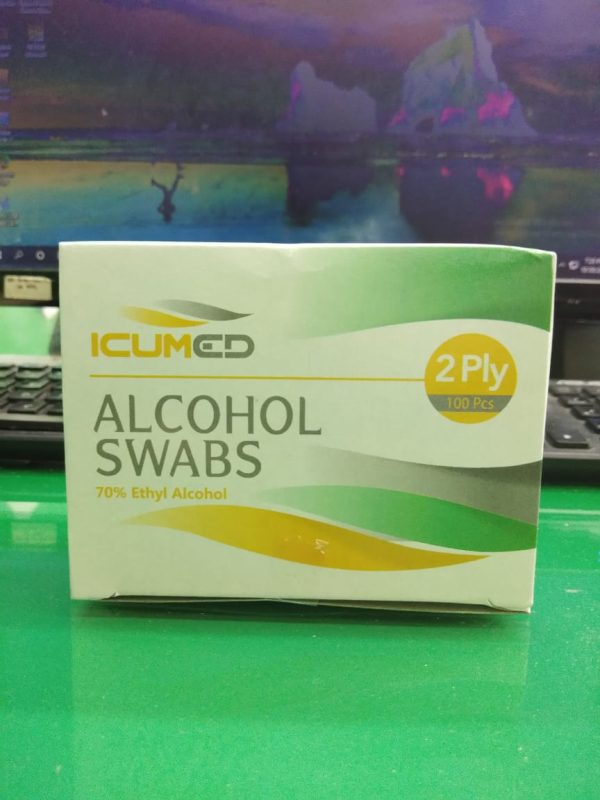 ICUMED
2 Ply
100 Pcs
ALCOHOL
SWABS
70% Ethyl Alcohol